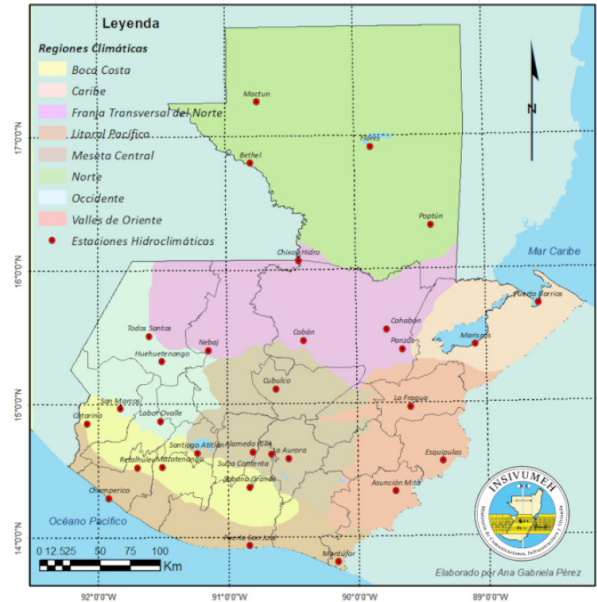 Leyenda
Regiones Climáticas
Boca Costa
Caribe
Franja Transversal del Norte
Litoral Pacífico
Meseta Central
Norte
Occidente
Valles de Oriente
Estaciones Hidroclimáticas
N
Mactun
Flores
Bethel
Poptún
Chixoy Hidro
Mar Caribe
Puerto Barrios
Todos Santos
Nebaj
Cobán
Cahabón
Panzós
Mariscos
Huehuetenango
Cubulco
La Fragua
San Marcos
Catarina
Labor Ovalle
Santiago Atitlán
Alameda ICTA
La Aurora
Esquipulas
Retalhuleu
Mazatenango
Suiza Contenta
Sabana Grande
Asunción Mita
Champerico
Océano Pacífico
Puerto San José
Montúfar
0 12.525 50 75 100
Km
INSIVUMEH
Ministerio de Comunicaciones, Infraestructura y Vivienda
Elaborado por Ana Gabriela Pérez
17°0'0"N
16°0'0"N
15°0'0"N
14°0'0"N
92°0'0"W
91°0'0"W
90°0'0"W
89°0'0"W